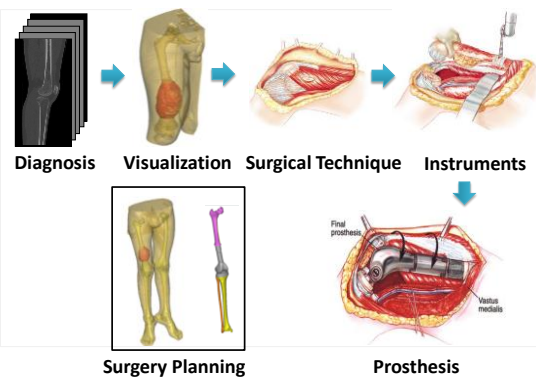 Diagnosis
Visualization
Surgical Technique
Instruments
Final
prosthesis
Vastus
medialis
Surgery Planning
Prosthesis